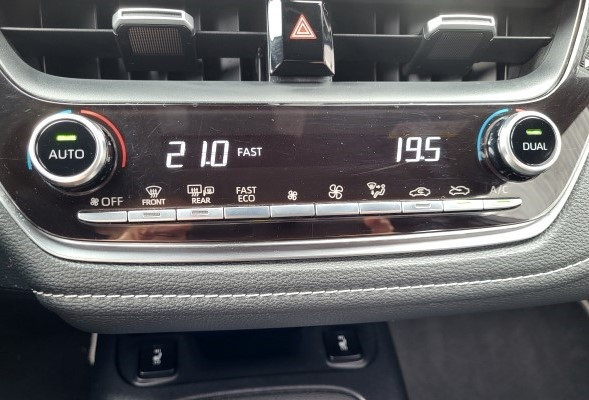 AUTO
21.0 FAST
19.5
DUAL
OFF
FRONT
REAR
FAST
ECO
A/C